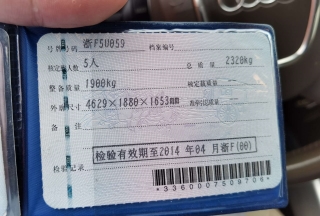 号牌号码 浙F5U059 档案编号
核定载人数 5人 总质量 2320kg
整备质量 1900kg 核定载质量
外廓尺寸 4629×1880×1653mm 准牵引总质量
备注
检验有效期至2014年04月浙F(00)
检验记录
*3360007509708*